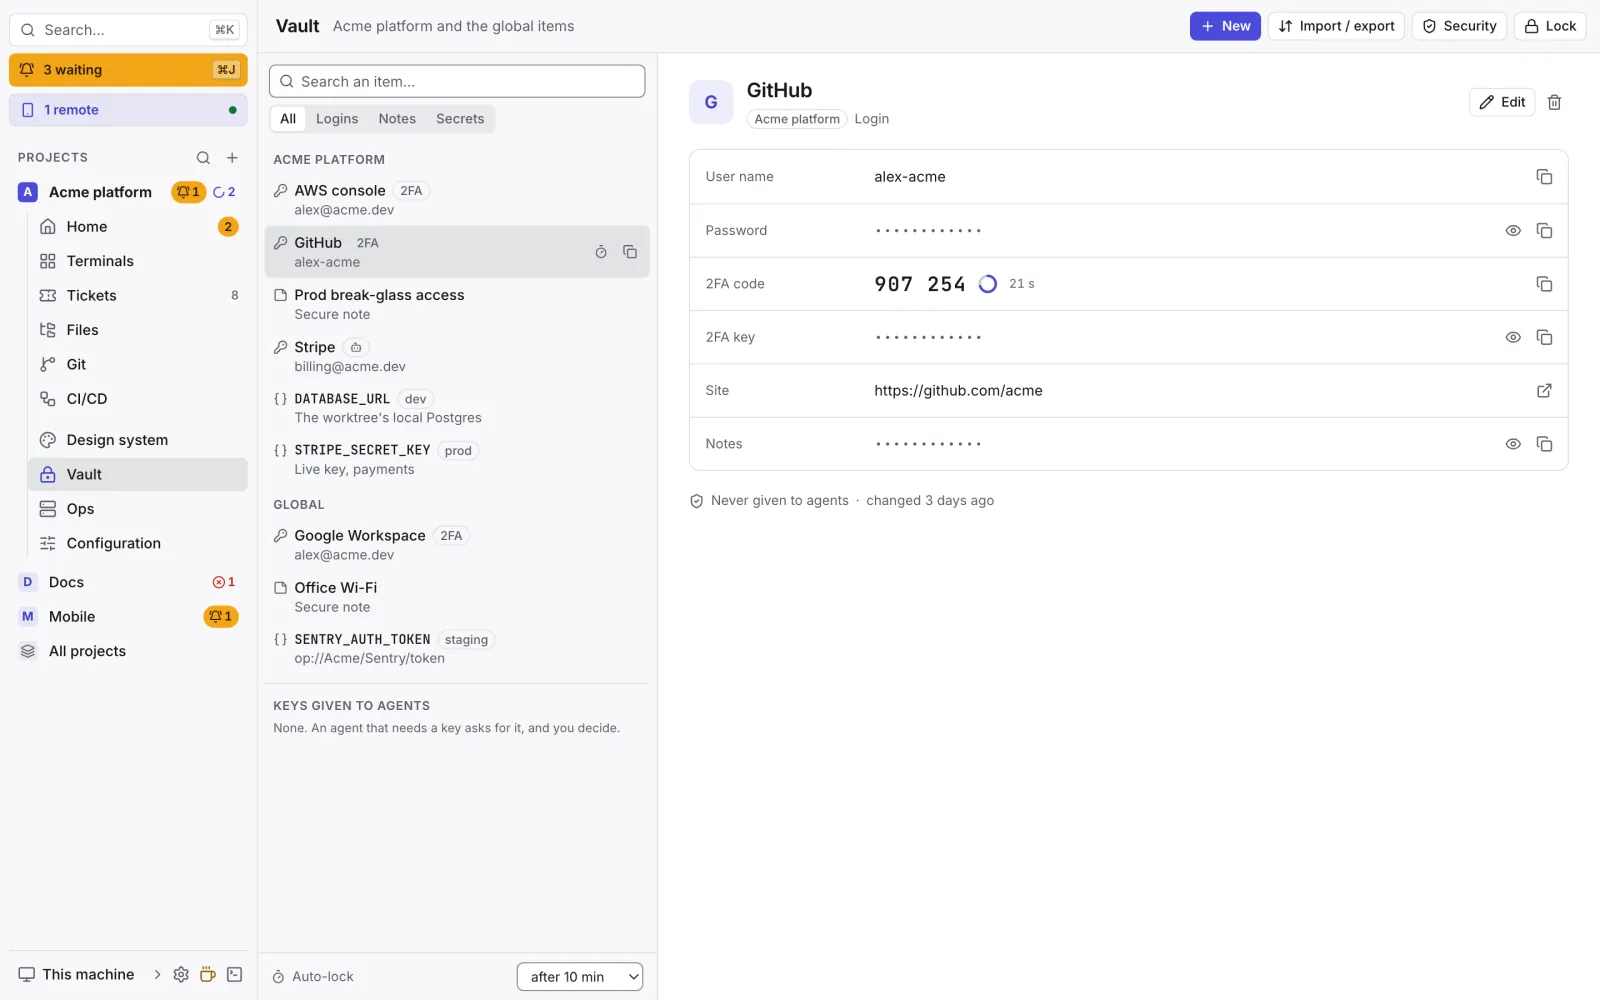 Search...
⌘K
3 waiting
⌘J
1 remote
PROJECTS
A
Acme platform
1
2
Home
2
Terminals
Tickets
8
Files
Git
CI/CD
Design system
Vault
Ops
Configuration
D
Docs
1
M
Mobile
1
All projects
This machine
Vault
Acme platform and the global items
New
Import / export
Security
Lock
Search an item...
All
Logins
Notes
Secrets
ACME PLATFORM
AWS console
2FA
alex@acme.dev
GitHub
2FA
alex-acme
Prod break-glass access
Secure note
Stripe
billing@acme.dev
{} DATABASE_URL
dev
The worktree's local Postgres
{} STRIPE_SECRET_KEY
prod
Live key, payments
GLOBAL
Google Workspace
2FA
alex@acme.dev
Office Wi-Fi
Secure note
{} SENTRY_AUTH_TOKEN
staging
op://Acme/Sentry/token
KEYS GIVEN TO AGENTS
None. An agent that needs a key asks for it, and you decide.
Auto-lock
after 10 min
G
GitHub
Acme platform
Login
Edit
User name
alex-acme
Password
············
2FA code
907 254
21 s
2FA key
············
Site
https://github.com/acme
Notes
············
Never given to agents · changed 3 days ago